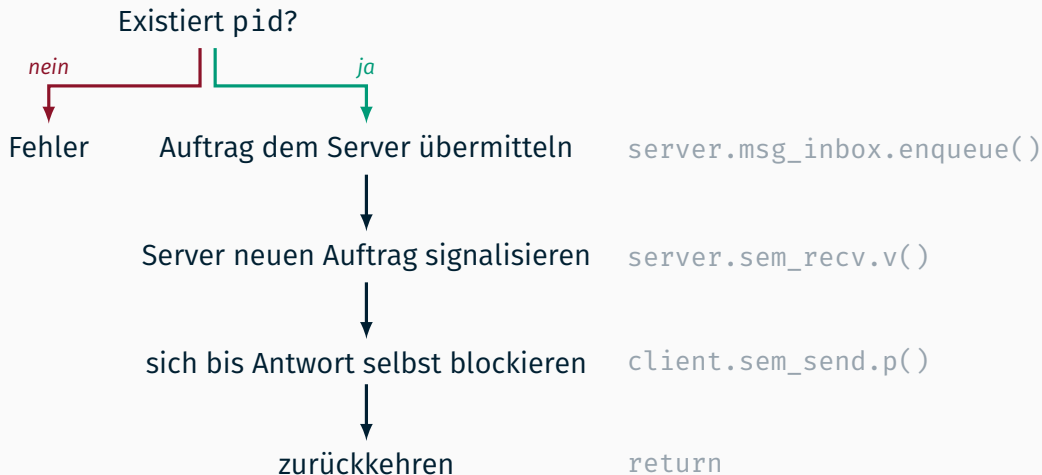 Existiert pid?
nein ja
Fehler Auftrag dem Server übermitteln server.msg_inbox.enqueue()
Server neuen Auftrag signalisieren server.sem_recv.v()
sich bis Antwort selbst blockieren client.sem_send.p()
zurückkehren return